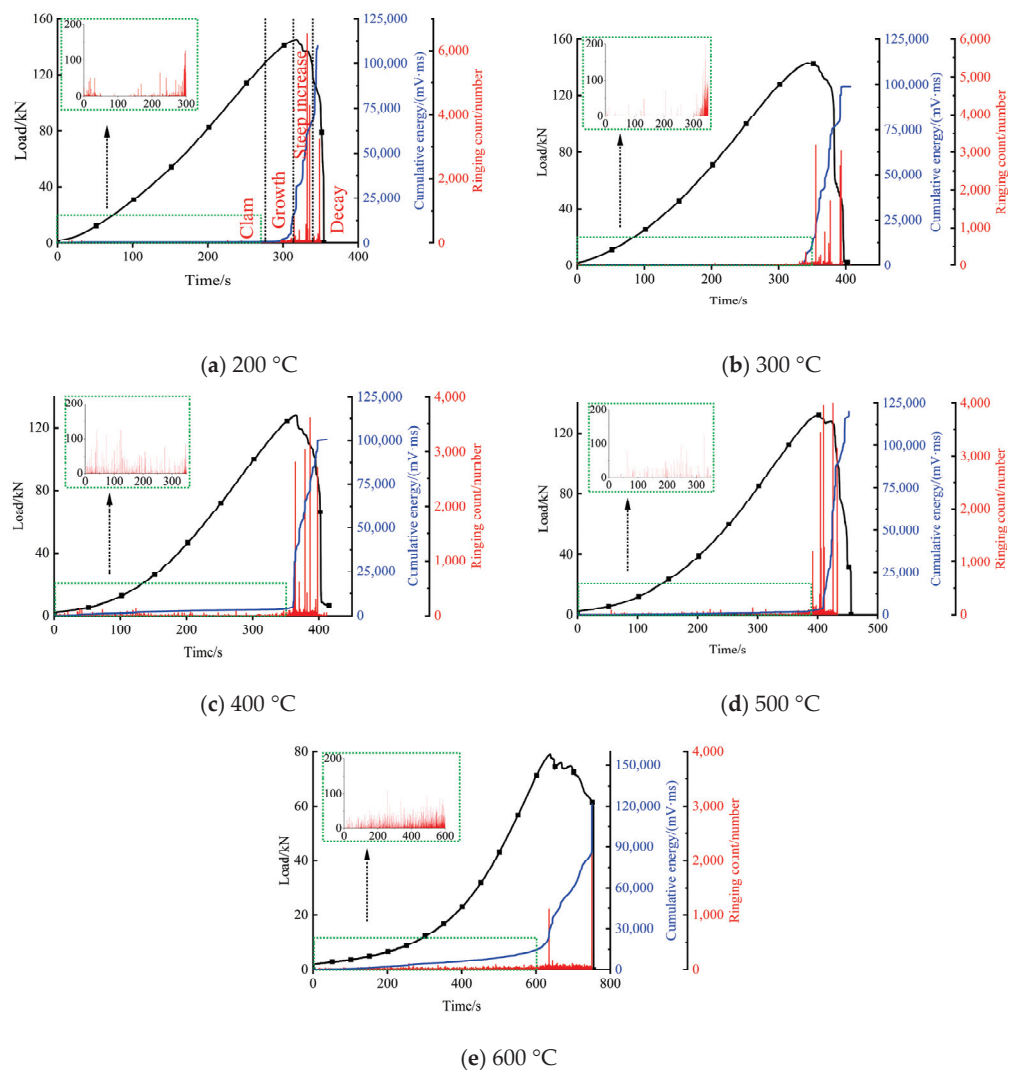 160
120
80
40
0
Load/kN
200
100
0
0 100 200 300
Clam
Growth
Steep increase
Decay
0 100 200 300 400
Time/s
125,000
100,000
75,000
50,000
25,000
0
Cumulative energy/(mV·ms)
6,000
4,000
2,000
0
Ringing count/number
(a) 200 °C
160
120
80
40
0
Load/kN
200
100
0
0 100 200 300
0 100 200 300 400
Time/s
125,000
100,000
75,000
50,000
25,000
0
Cumulative energy/(mV·ms)
6,000
5,000
4,000
3,000
2,000
1,000
0
Ringing count/number
(b) 300 °C
120
80
40
0
Load/kN
200
100
0
0 100 200 300
0 100 200 300 400
Time/s
125,000
100,000
75,000
50,000
25,000
0
Cumulative energy/(mV·ms)
4,000
3,000
2,000
1,000
0
Ringing count/number
(c) 400 °C
120
80
40
0
Load/kN
200
100
0
0 100 200 300
0 100 200 300 400 500
Time/s
125,000
100,000
75,000
50,000
25,000
0
Cumulative energy/(mV·ms)
4,000
3,000
2,000
1,000
0
Ringing count/number
(d) 500 °C
80
60
40
20
0
Load/kN
200
100
0
0 150 300 450 600
0 200 400 600 800
Time/s
150,000
120,000
90,000
60,000
30,000
0
Cumulative energy/(mV·ms)
4,000
3,000
2,000
1,000
0
Ringing count/number
(e) 600 °C